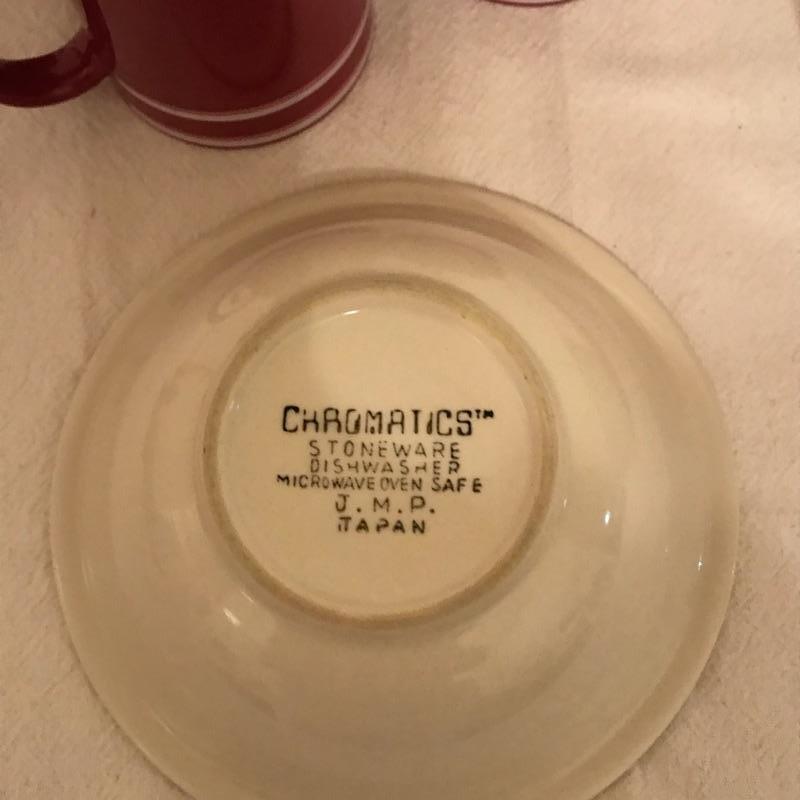 CHROMATICS™
STONEWARE
DISHWASHER
MICROWAVE OVEN SAFE
J. M. P.
JAPAN